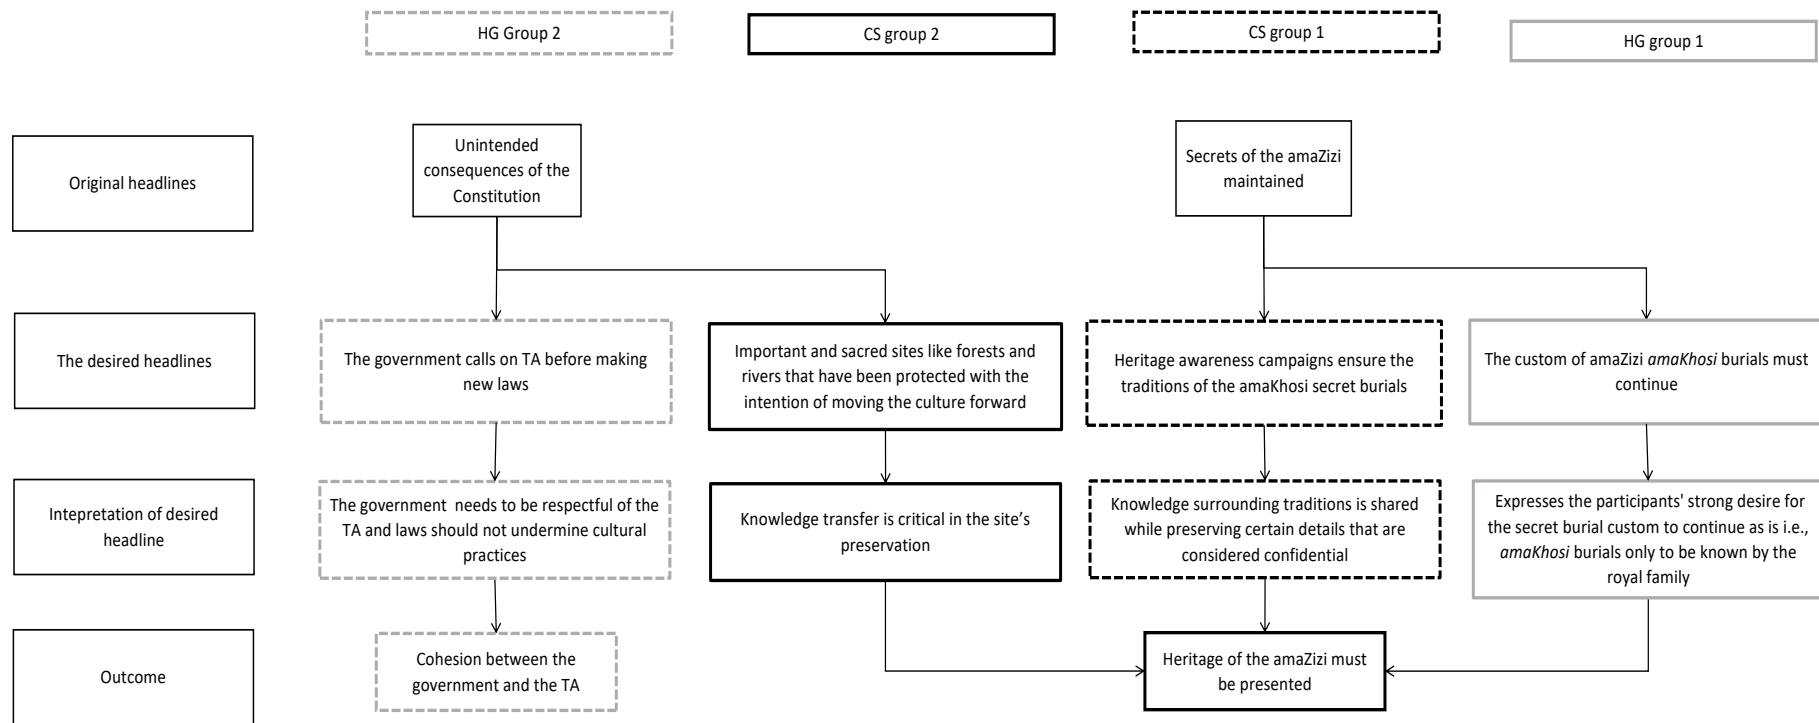 HG Group 2
CS group 2
CS group 1
HG group 1
Original headlines
Unintended
consequences of the
Constitution
Secrets of the amaZizi
maintained
The desired headlines
The government calls on TA before making
new laws
Important and sacred sites like forests and
rivers that have been protected with the
intention of moving the culture forward
Heritage awareness campaigns ensure the
traditions of the amaKhosi secret burials
The custom of amaZizi amaKhosi burials must
continue
Intepretation of desired
headline
The government needs to be respectful of the
TA and laws should not undermine cultural
practices
Knowledge transfer is critical in the site's
preservation
Knowledge surrounding traditions is shared
while preserving certain details that are
considered confidential
Expresses the participants' strong desire for
the secret burial custom to continue as is i.e.,
amaKhosi burials only to be known by the
royal family
Outcome
Cohesion between the
government and the TA
Heritage of the amaZizi must
be presented